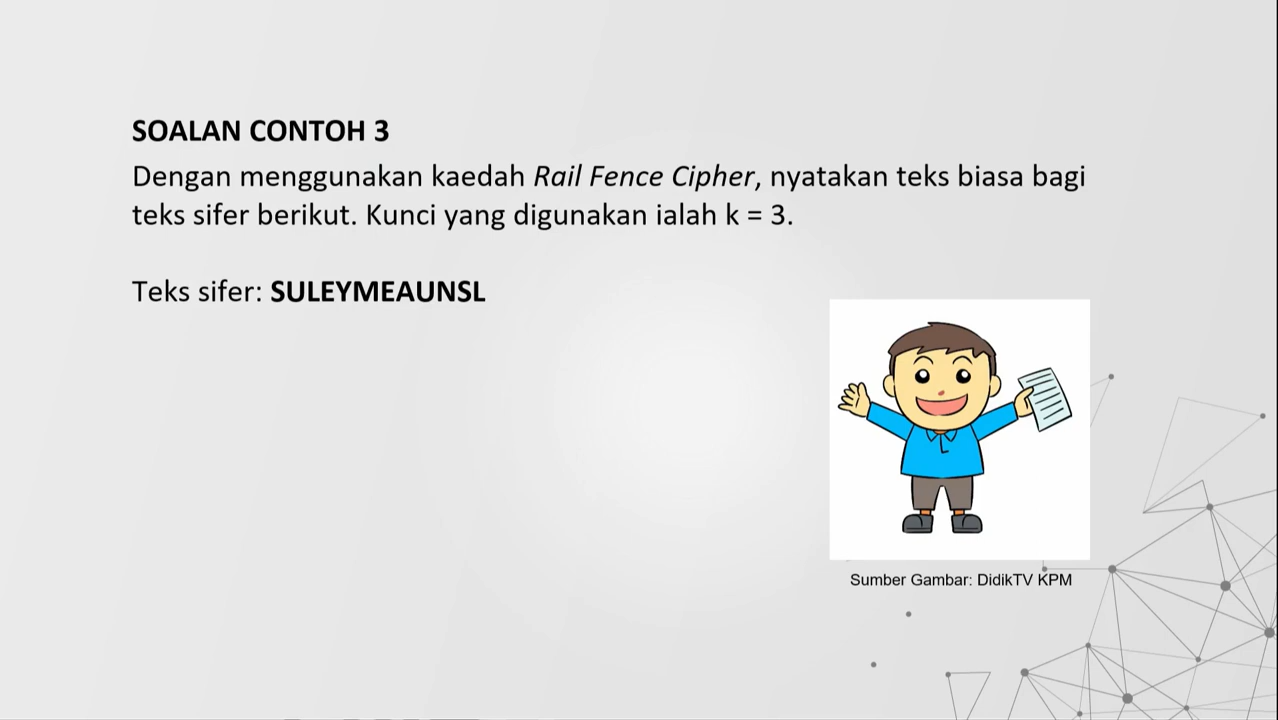 SOALAN CONTOH 3
Dengan menggunakan kaedah Rail Fence Cipher, nyatakan teks biasa bagi
teks sifer berikut. Kunci yang digunakan ialah k = 3.
Teks sifer: SULEYMEAUNSL
Sumber Gambar: DidikTV KPM